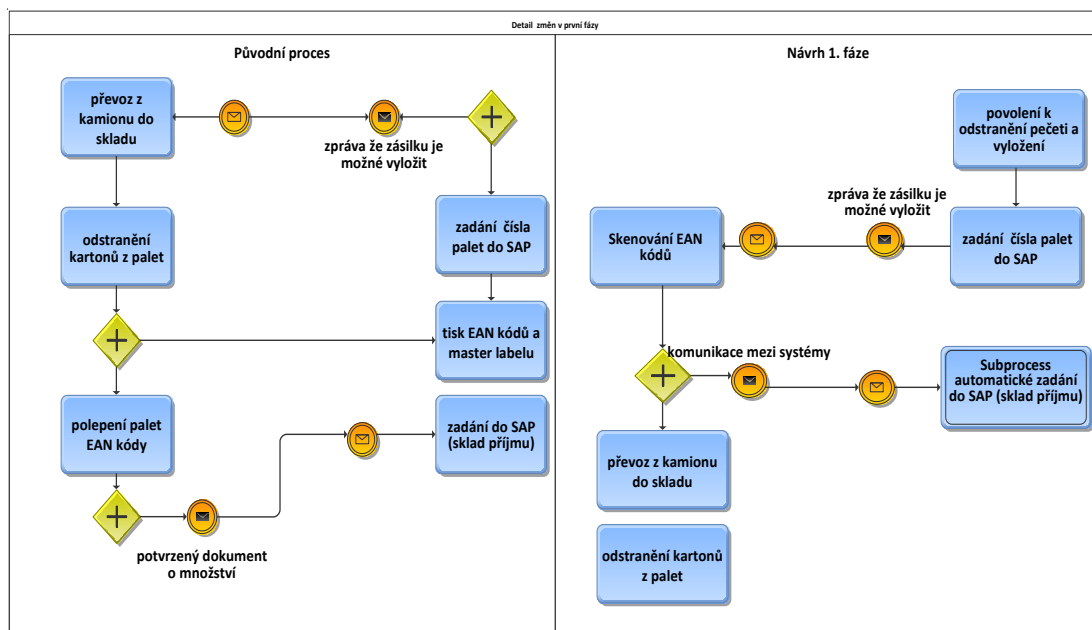 Detail změn v první fázy
Původní proces
převoz z
kamionu do
skladu
zpráva že zásilku je
možné vyložit
odstranění
kartonů z palet
zadání čísla
palet do SAP
tisk EAN kódů a
master labelu
polepení palet
EAN kódy
zadání do SAP
(sklad příjmu)
potvrzený dokument
o množství
Návrh 1. fáze
povolení k
odstranění pečeti a
vyložení
zpráva že zásilku je
možné vyložit
Skenování EAN
kódů
zadání čísla palet
do SAP
komunikace mezi systémy
Subprocess
automatické zadání
do SAP (sklad příjmu)
převoz z kamionu
do skladu
odstranění kartonů
z palet